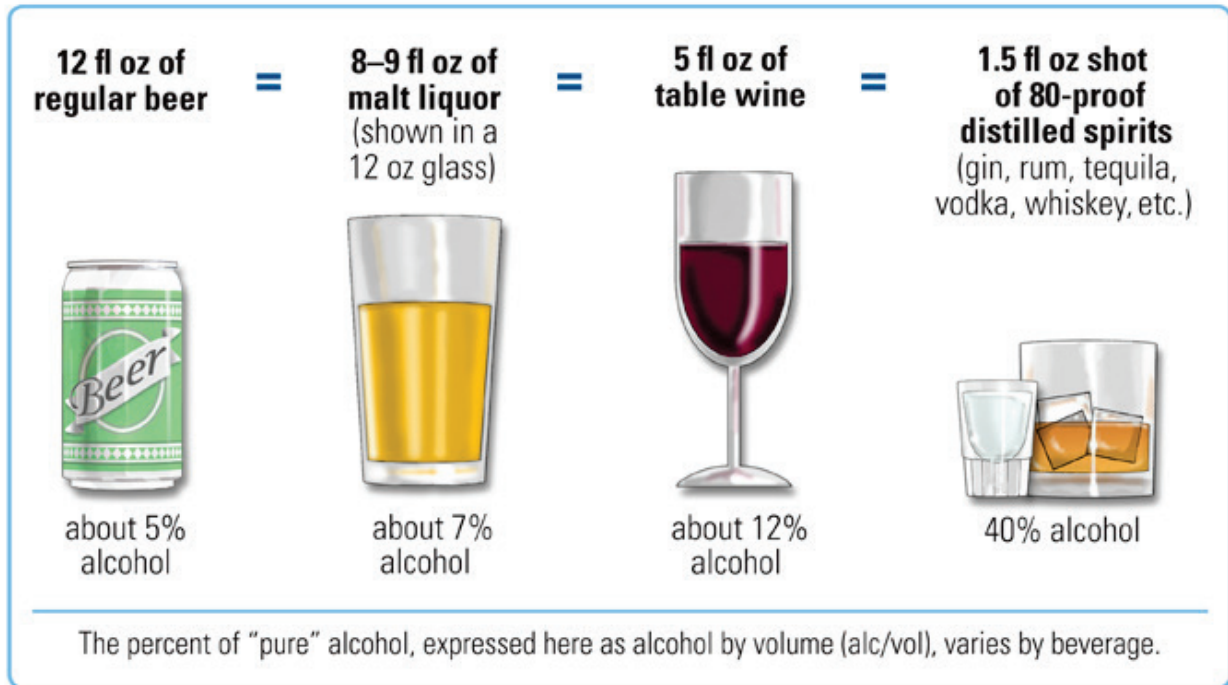 12 fl oz of
regular beer
=
8–9 fl oz of
malt liquor
(shown in a
12 oz glass)
=
5 fl oz of
table wine
=
1.5 fl oz shot
of 80-proof
distilled spirits
(gin, rum, tequila,
vodka, whiskey, etc.)
Beer
about 5%
alcohol
about 7%
alcohol
about 12%
alcohol
40% alcohol
The percent of “pure” alcohol, expressed here as alcohol by volume (alc/vol), varies by beverage.